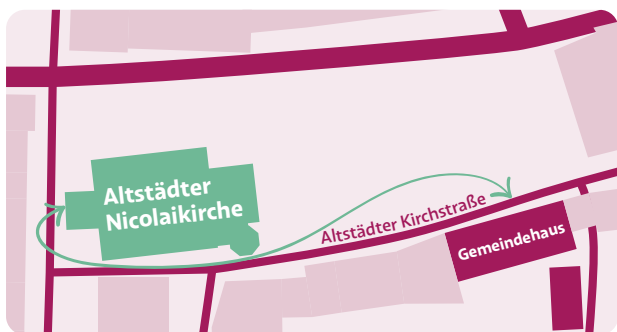 Altstädter
Nicolaikirche
Altstädter Kirchstraße
Gemeindehaus